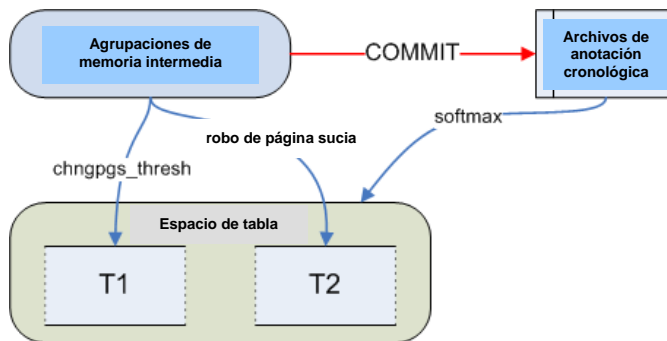 Agrupaciones de
memoria intermedia
COMMIT
Archivos de
anotación
cronológica
softmax
robo de página sucia
chngpgs_thresh
Espacio de tabla
T1
T2